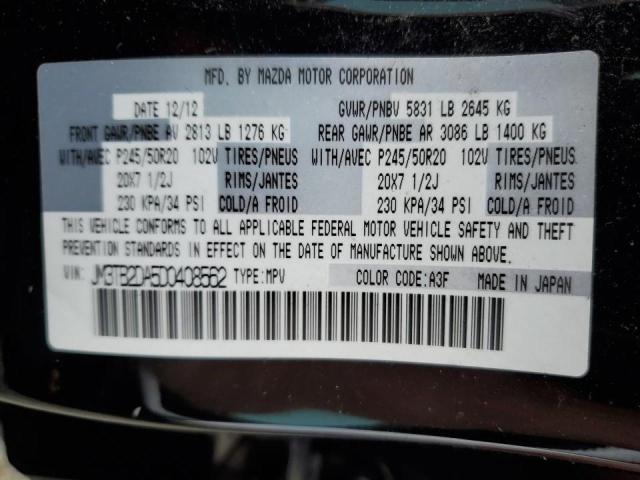 MFD. BY MAZDA MOTOR CORPORATION
DATE 12/12 GVWR/PNBV 5831 LB 2645 KG
FRONT GAWR/PNBE AV 2813 LB 1276 KG REAR GAWR/PNBE AR 3086 LB 1400 KG
WITH/AVEC P245/50R20 102V TIRES/PNEUS WITH/AVEC P245/50R20 102V TIRES/PNEUS
20X7 1/2J RIMS/JANTES 20X7 1/2J RIMS/JANTES
230 KPA/34 PSI COLD/A FROID 230 KPA/34 PSI COLD/A FROID
THIS VEHICLE CONFORMS TO ALL APPLICABLE FEDERAL MOTOR VEHICLE SAFETY AND THEFT
PREVENTION STANDARDS IN EFFECT ON THE DATE OF MANUFACTURE SHOWN ABOVE.
VIN: JM3TB2DA5D0408562 TYPE:MPV COLOR CODE:A3F MADE IN JAPAN